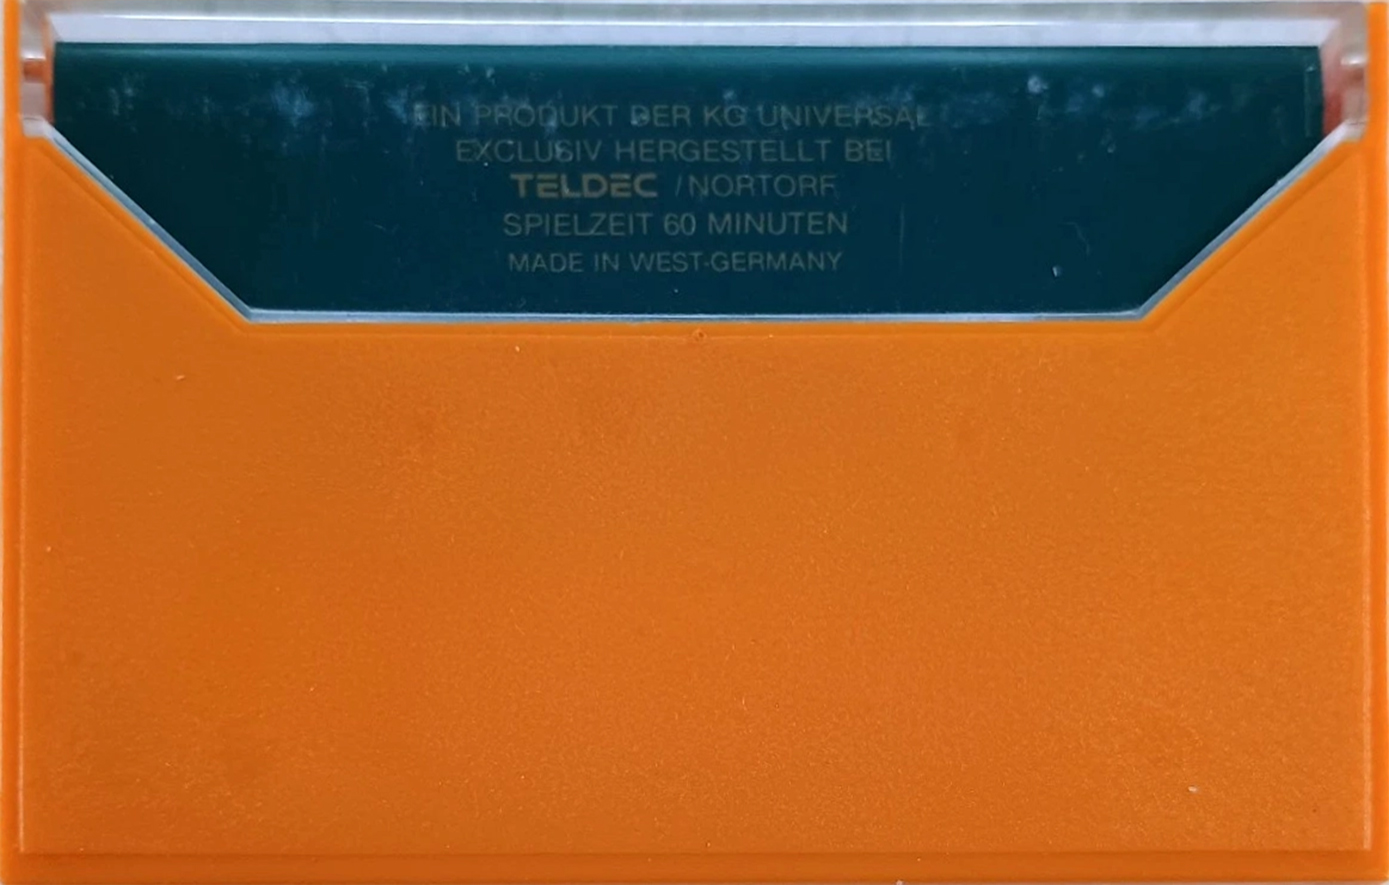 EIN PRODUKT DER KG UNIVERSAL
EXCLUSIV HERGESTELLT BEI
TELDEC /NORTORF
SPIELZEIT 60 MINUTEN
MADE IN WEST-GERMANY